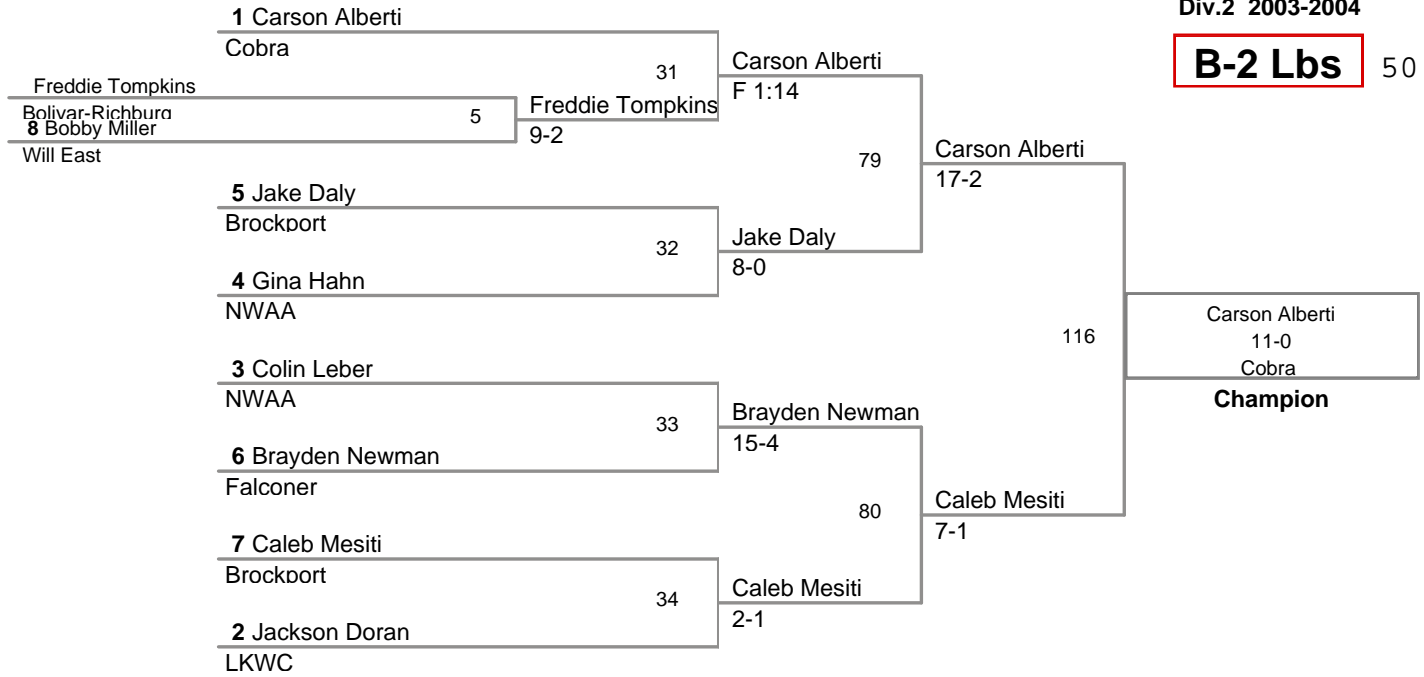 Div.2 2003-2004
B-2 Lbs 50
1 Carson Alberti
Cobra
31
Carson Alberti
F 1:14
Freddie Tompkins
Bolivar-Richburg
8 Bobby Miller
Will East
5
Freddie Tompkins
9-2
79
Carson Alberti
17-2
5 Jake Daly
Brockport
32
Jake Daly
8-0
4 Gina Hahn
NWAA
116
Carson Alberti
11-0
Cobra
Champion
3 Colin Leber
NWAA
33
Brayden Newman
15-4
6 Brayden Newman
Falconer
80
Caleb Mesiti
7-1
7 Caleb Mesiti
Brockport
34
Caleb Mesiti
2-1
2 Jackson Doran
LKWC